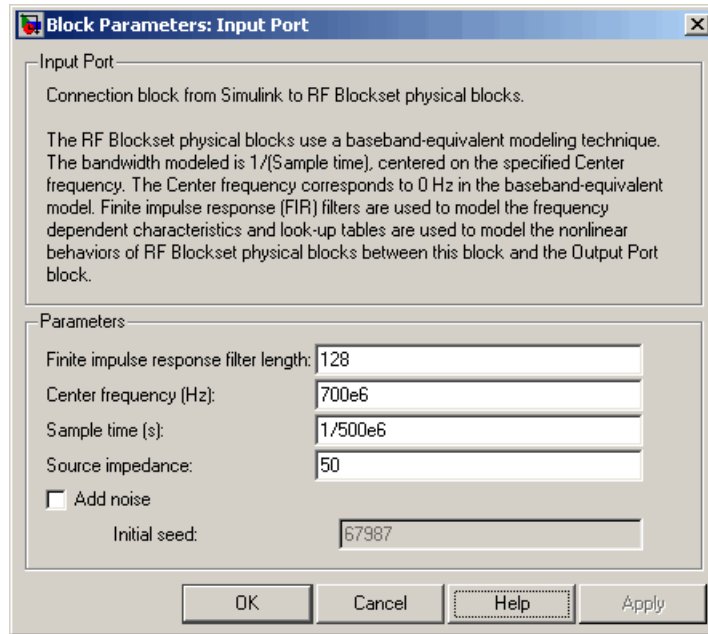 Block Parameters: Input Port
Input Port
Connection block from Simulink to RF Blockset physical blocks.
The RF Blockset physical blocks use a baseband-equivalent modeling technique.
The bandwidth modeled is 1/(Sample time), centered on the specified Center
frequency. The Center frequency corresponds to 0 Hz in the baseband-equivalent
model. Finite impulse response (FIR) filters are used to model the frequency
dependent characteristics and look-up tables are used to model the nonlinear
behaviors of RF Blockset physical blocks between this block and the Output Port
block.
Parameters
Finite impulse response filter length: 128
Center frequency (Hz): 700e6
Sample time (s): 1/500e6
Source impedance: 50
Add noise
Initial seed: 67987
OK Cancel Help Apply